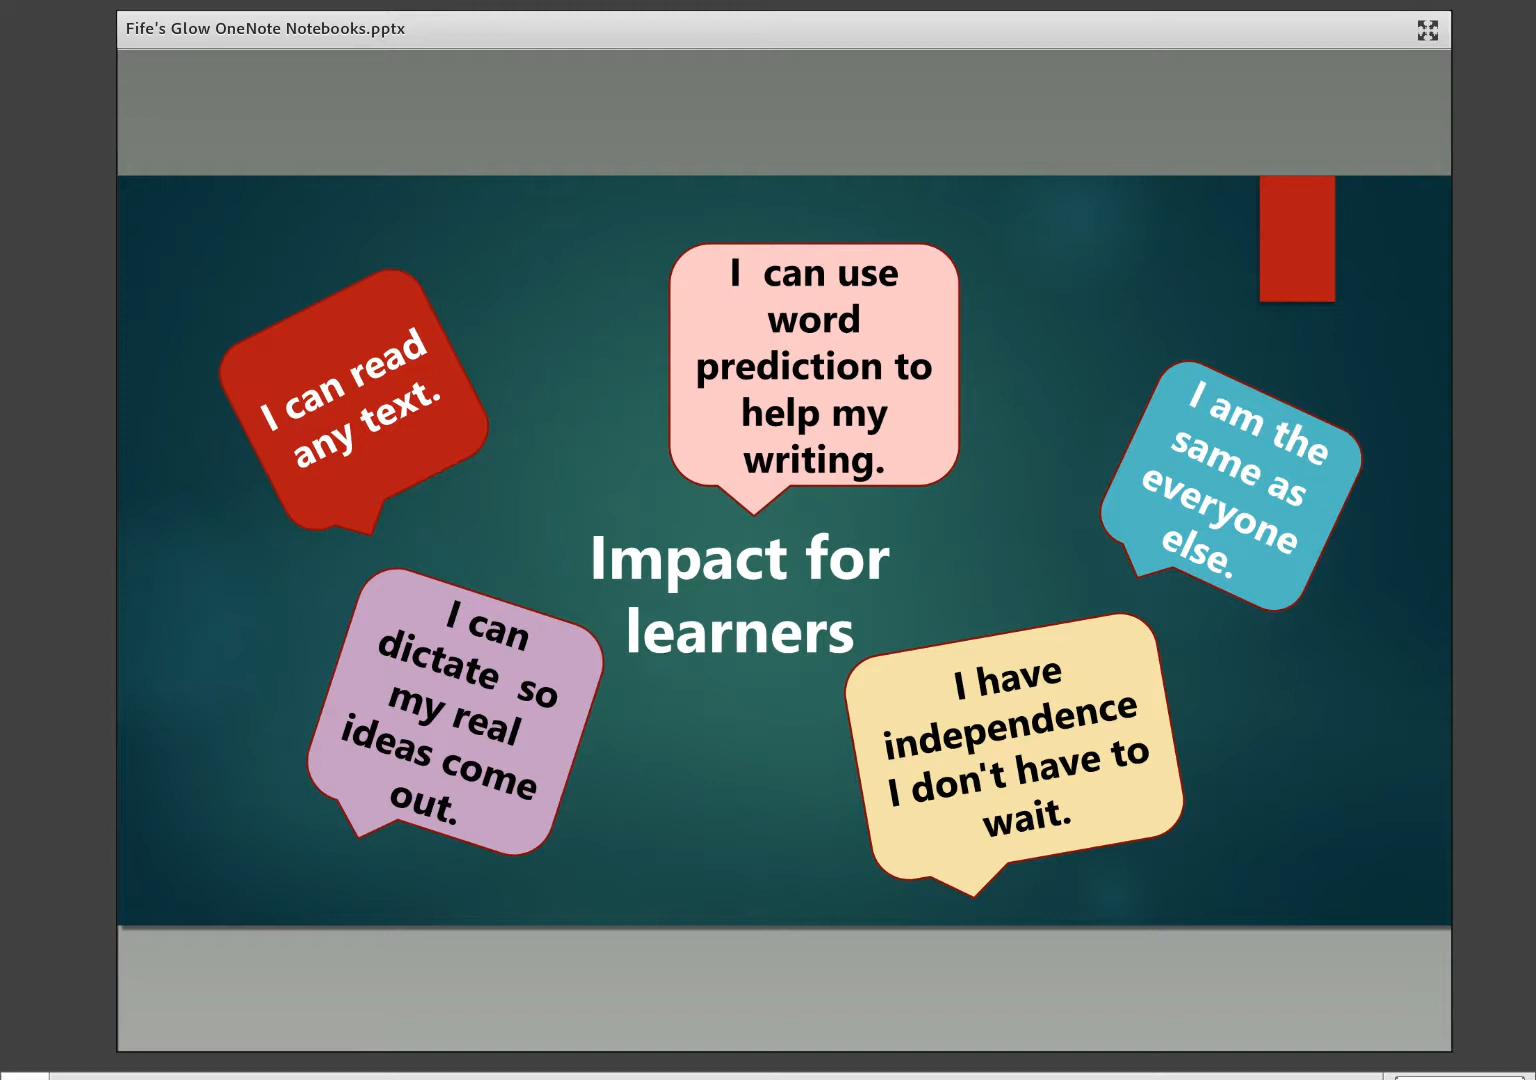 Fife's Glow OneNote Notebooks.pptx
I can read
any text.
I  can use
word
prediction to
help my
writing.
I am the
same as
everyone
else.
Impact for
learners
I can
dictate  so
my real
ideas come
out.
I have
independence
I don't have to
wait.